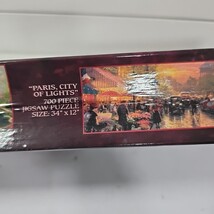 "PARIS, CITY
OF LIGHTS"
700 PIECE
JIGSAW PUZZLE
SIZE: 34" x 12"